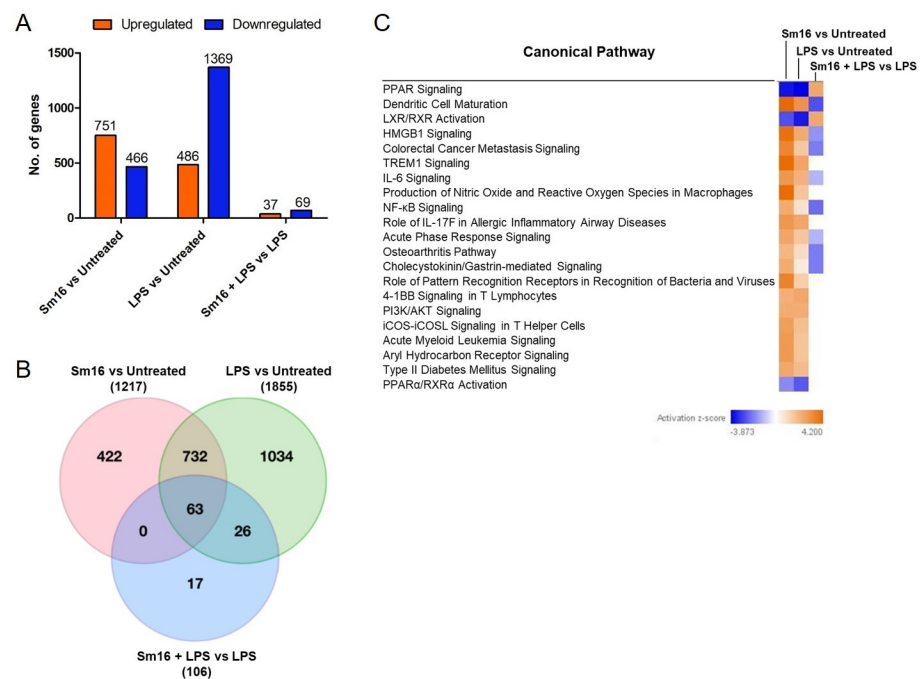 A
Upregulated Downregulated
No. of genes
1500
1000
500
0
751
466
486
1369
37
69
Sm16 vs Untreated
LPS vs Untreated
Sm16 + LPS vs LPS
B
Sm16 vs Untreated
(1217)
LPS vs Untreated
(1855)
422
732
1034
63
0
26
17
Sm16 + LPS vs LPS
(106)
C
Canonical Pathway
Sm16 vs Untreated
LPS vs Untreated
Sm16 + LPS vs LPS
PPAR Signaling
Dendritic Cell Maturation
LXR/RXR Activation
HMGB1 Signaling
Colorectal Cancer Metastasis Signaling
TREM1 Signaling
IL-6 Signaling
Production of Nitric Oxide and Reactive Oxygen Species in Macrophages
NF-κB Signaling
Role of IL-17F in Allergic Inflammatory Airway Diseases
Acute Phase Response Signaling
Osteoarthritis Pathway
Cholecystokinin/Gastrin-mediated Signaling
Role of Pattern Recognition Receptors in Recognition of Bacteria and Viruses
4-1BB Signaling in T Lymphocytes
PI3K/AKT Signaling
iCOS-iCOSL Signaling in T Helper Cells
Acute Myeloid Leukemia Signaling
Aryl Hydrocarbon Receptor Signaling
Type II Diabetes Mellitus Signaling
PPARα/RXRα Activation
Activation z-score
-3.873 4.200